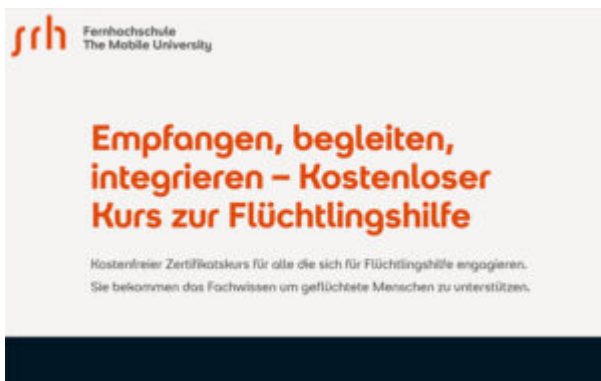 srh
Fernhochschule
The Mobile University
Empfangen, begleiten,
integrieren – Kostenloser
Kurs zur Flüchtlingshilfe
Kostenfreier Zertifikatskurs für alle die sich für Flüchtlingshilfe engagieren.
Sie bekommen das Fachwissen um geflüchtete Menschen zu unterstützen.